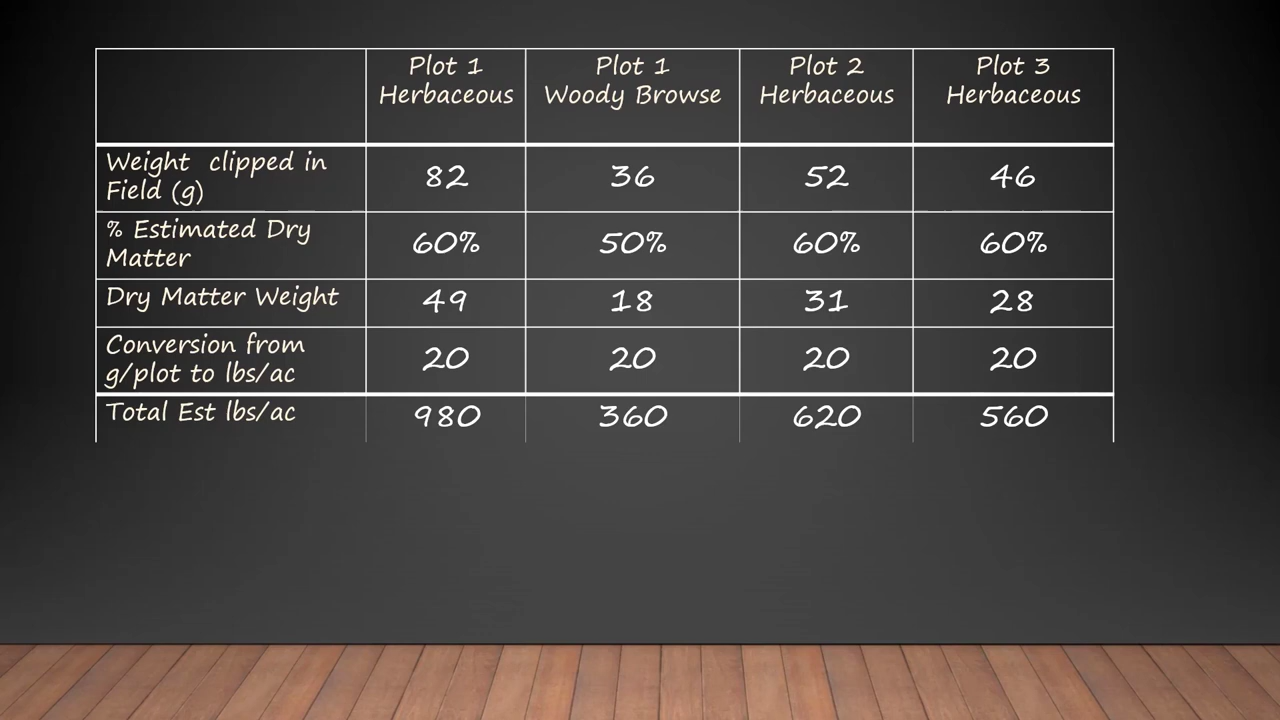 Plot 1 Herbaceous
Plot 1 Woody Browse
Plot 2 Herbaceous
Plot 3 Herbaceous
Weight clipped in Field (g)
82
36
52
46
% Estimated Dry Matter
60%
50%
60%
60%
Dry Matter Weight
49
18
31
28
Conversion from g/plot to lbs/ac
20
20
20
20
Total Est lbs/ac
980
360
620
560